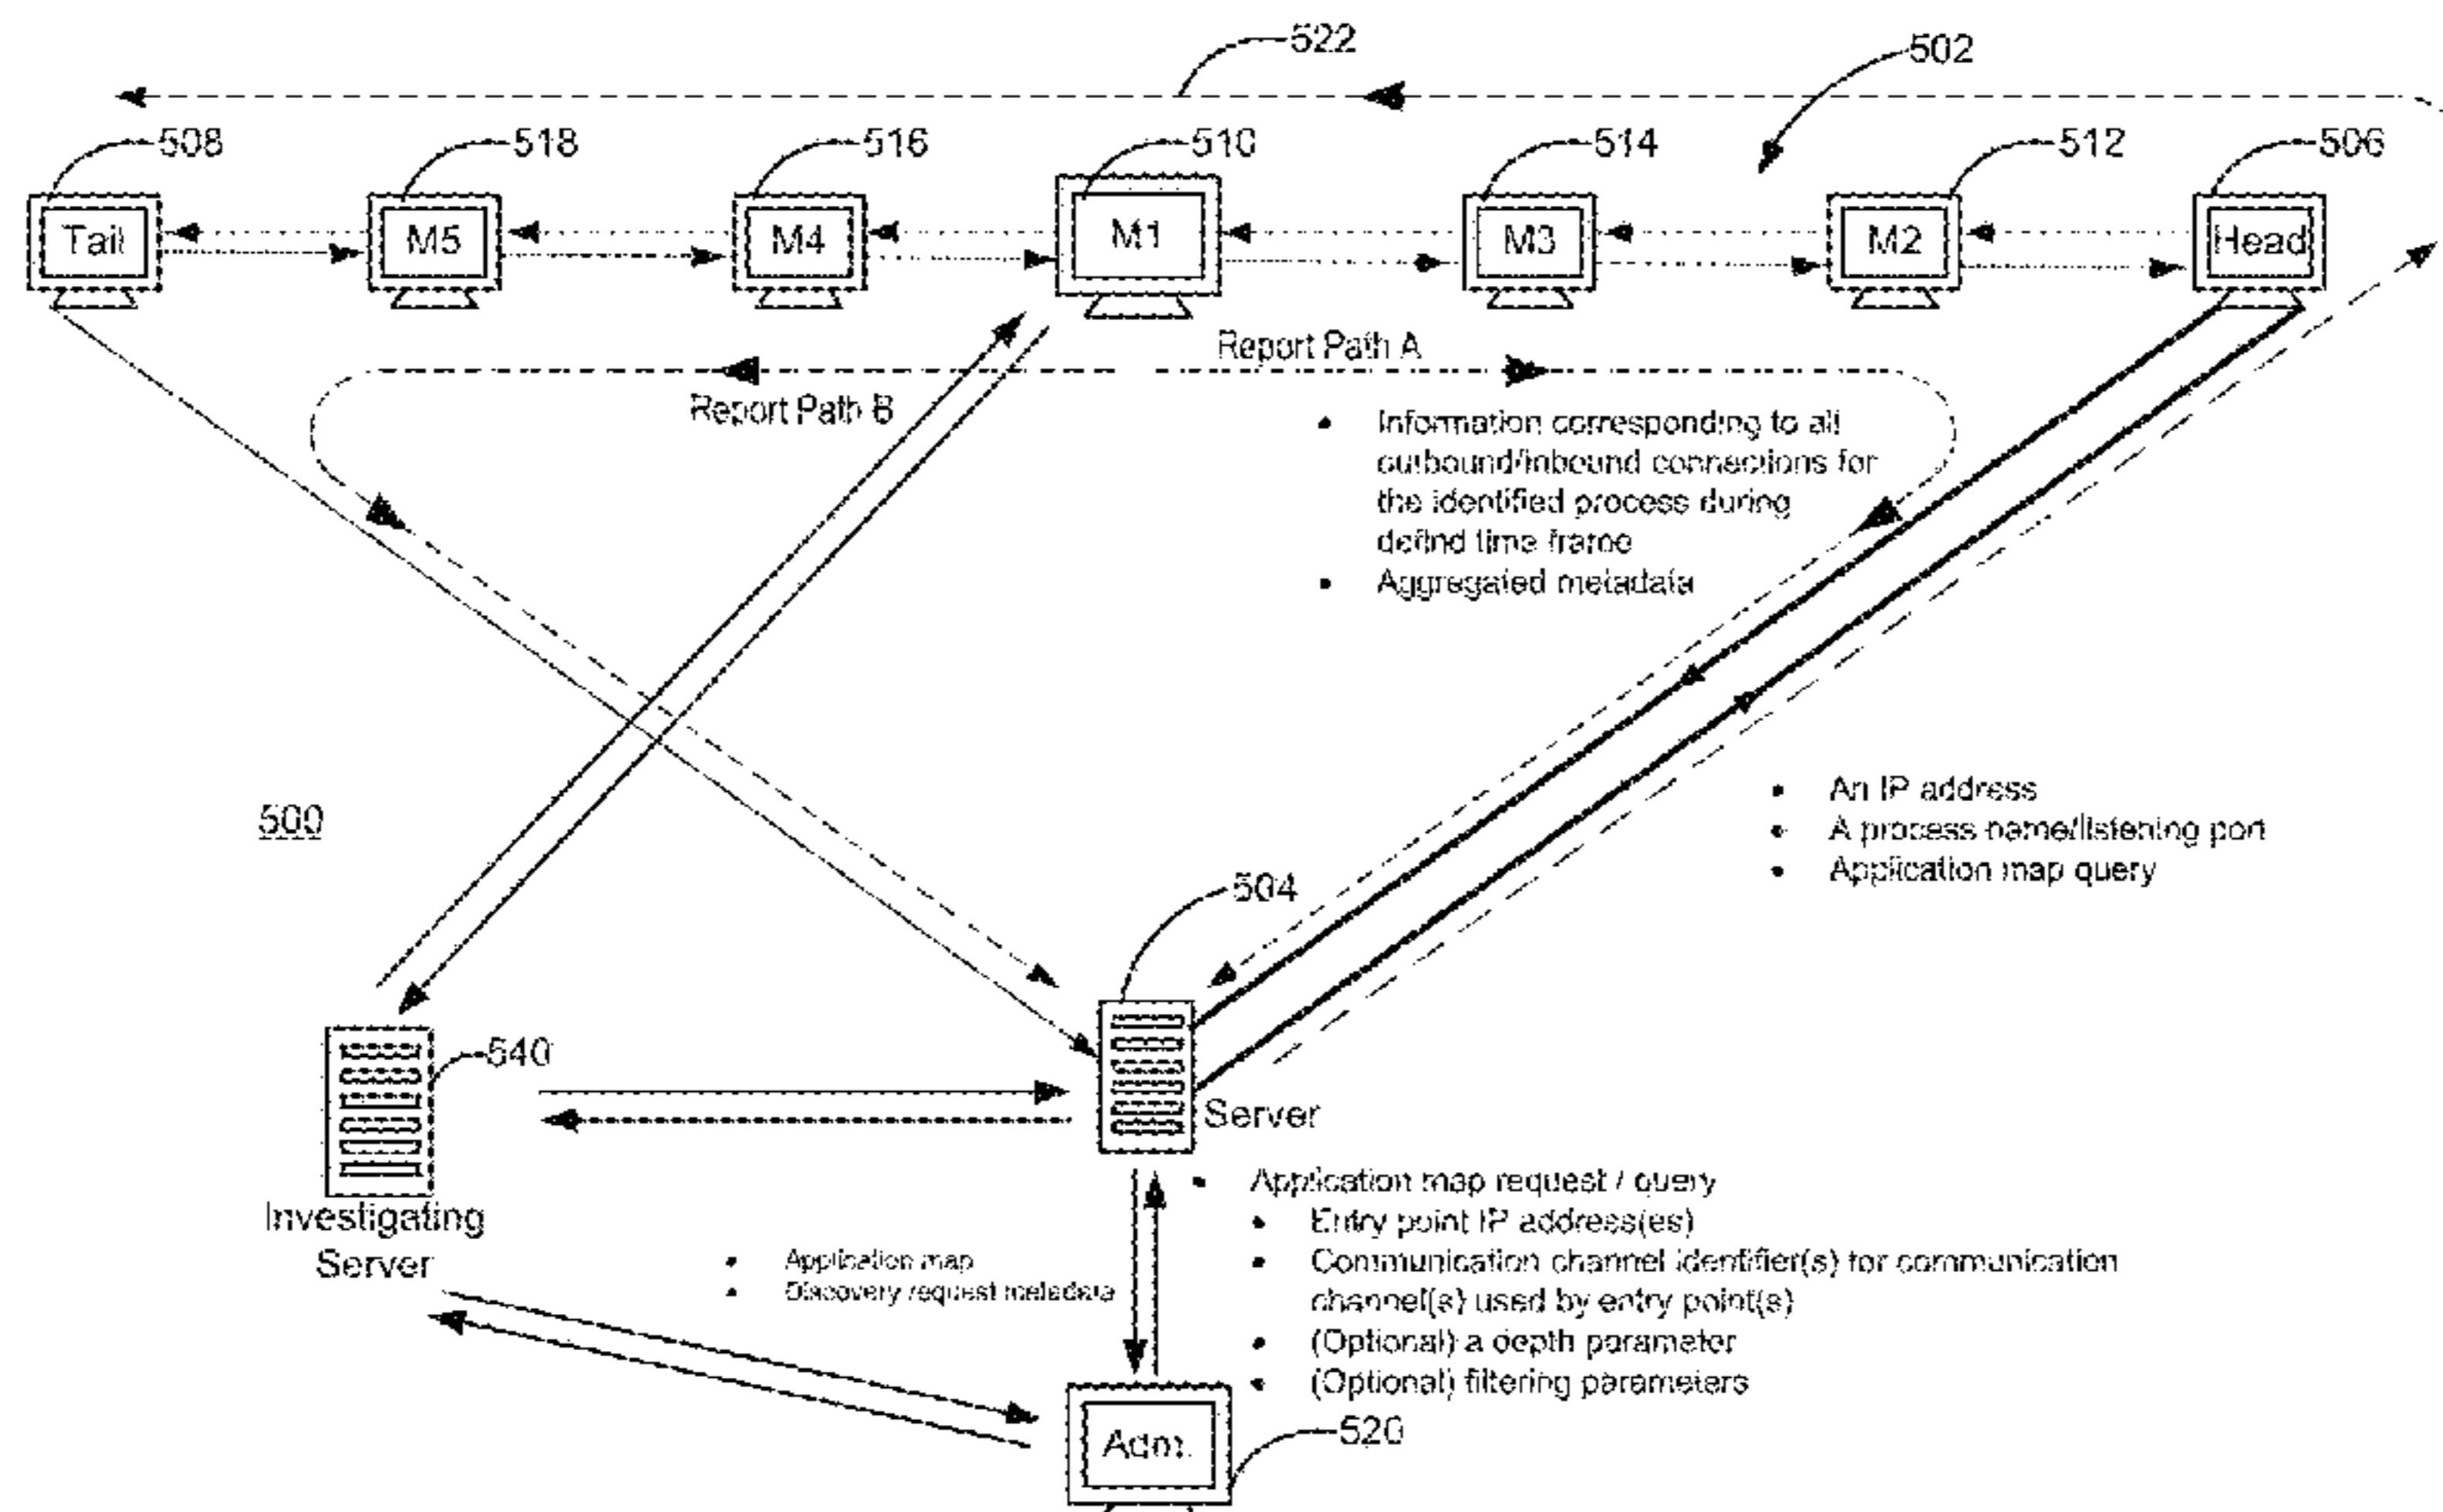 522
502
508
518
516
510
514
512
506
Tail
M5
M4
M1
M3
M2
Head
Report Path A
Report Path B
• Information corresponding to all
outbound/inbound connections for
the identified process during
defind time frame
• Aggregated metadata
• An IP address
• A process name/listening port
• Application map query
500
504
540
Server
Investigating
Server
• Application map
• Discovery request metadata
• Application map request / query
• Entry point IP address(es)
• Communication channel identifier(s) for communication
channel(s) used by entry point(s)
• (Optional) a depth parameter
• (Optional) filtering parameters
Adm.
520